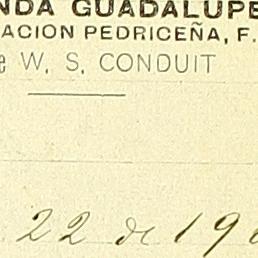 NDA GUADALUPE
ACION PEDRICEÑA, F.
e W. S. CONDUIT
22 de 19